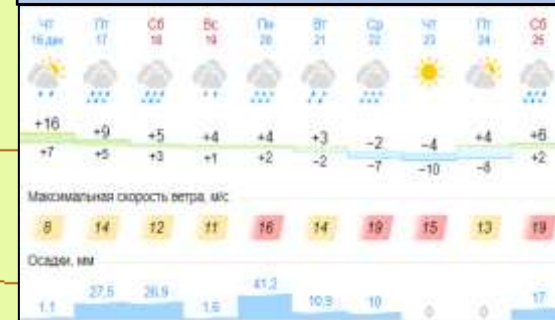 Чт Пт Сб Вс Пн Вт Ср Чт Пт Сб
16 дек 17 18 19 20 21 22 23 24 25
+16 +9 +5 +4 +4 +3 −2 −4 +4 +6
+7 +5 +3 +1 +2 −2 −7 −10 −8 +2
Максимальная скорость ветра, м/с
8 14 12 11 16 14 19 15 13 19
Осадки, мм
1,1 27,5 26,9 1,6 41,2 10,9 10 0 0 17